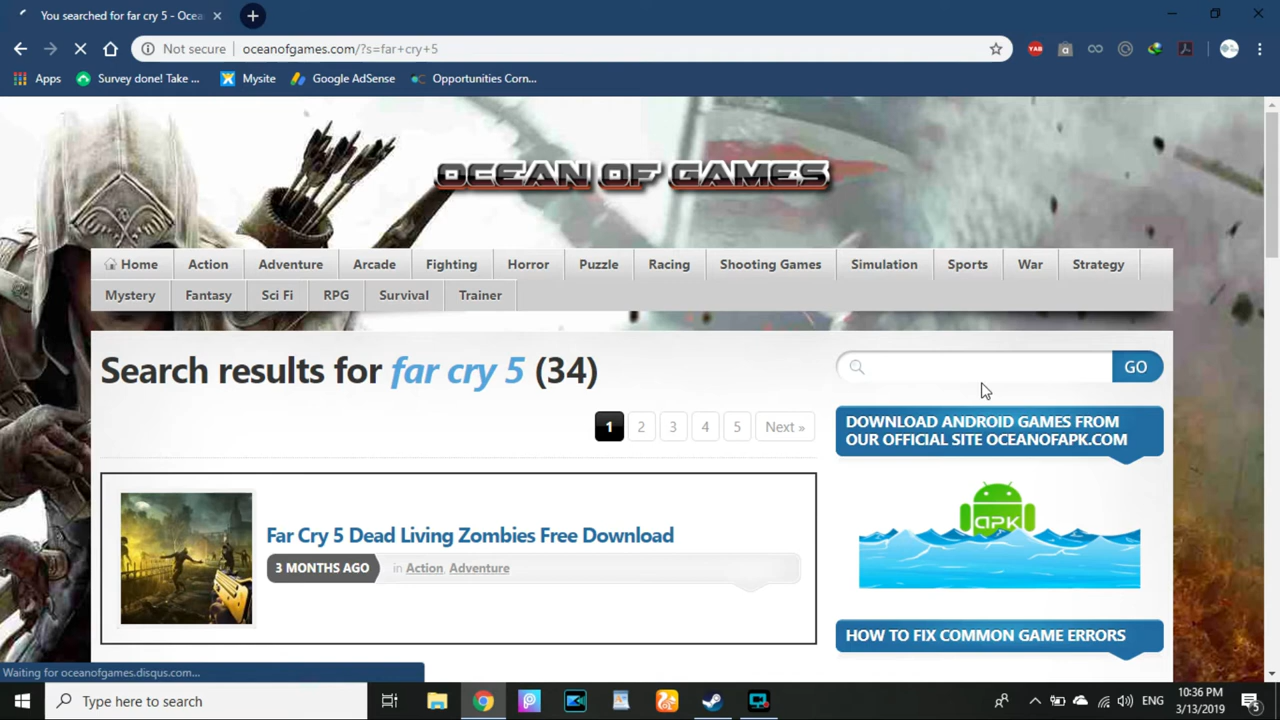 You searched for far cry 5 - Ocea
Not secure
oceanofgames.com/?s=far+cry+5
YAB
a
Apps
Survey done! Take ...
Mysite
Google AdSense
Opportunities Corn...
OCEAN OF GAMES
Home
Action
Adventure
Arcade
Fighting
Horror
Puzzle
Racing
Shooting Games
Simulation
Sports
War
Strategy
Mystery
Fantasy
Sci Fi
RPG
Survival
Trainer
Search results for far cry 5 (34)
GO
1
2
3
4
5
Next »
DOWNLOAD ANDROID GAMES FROM
OUR OFFICIAL SITE OCEANOFAPK.COM
APK
Far Cry 5 Dead Living Zombies Free Download
3 MONTHS AGO
in Action, Adventure
HOW TO FIX COMMON GAME ERRORS
Waiting for oceanofgames.disqus.com...
Type here to search
ENG
10:36 PM
3/13/2019
5